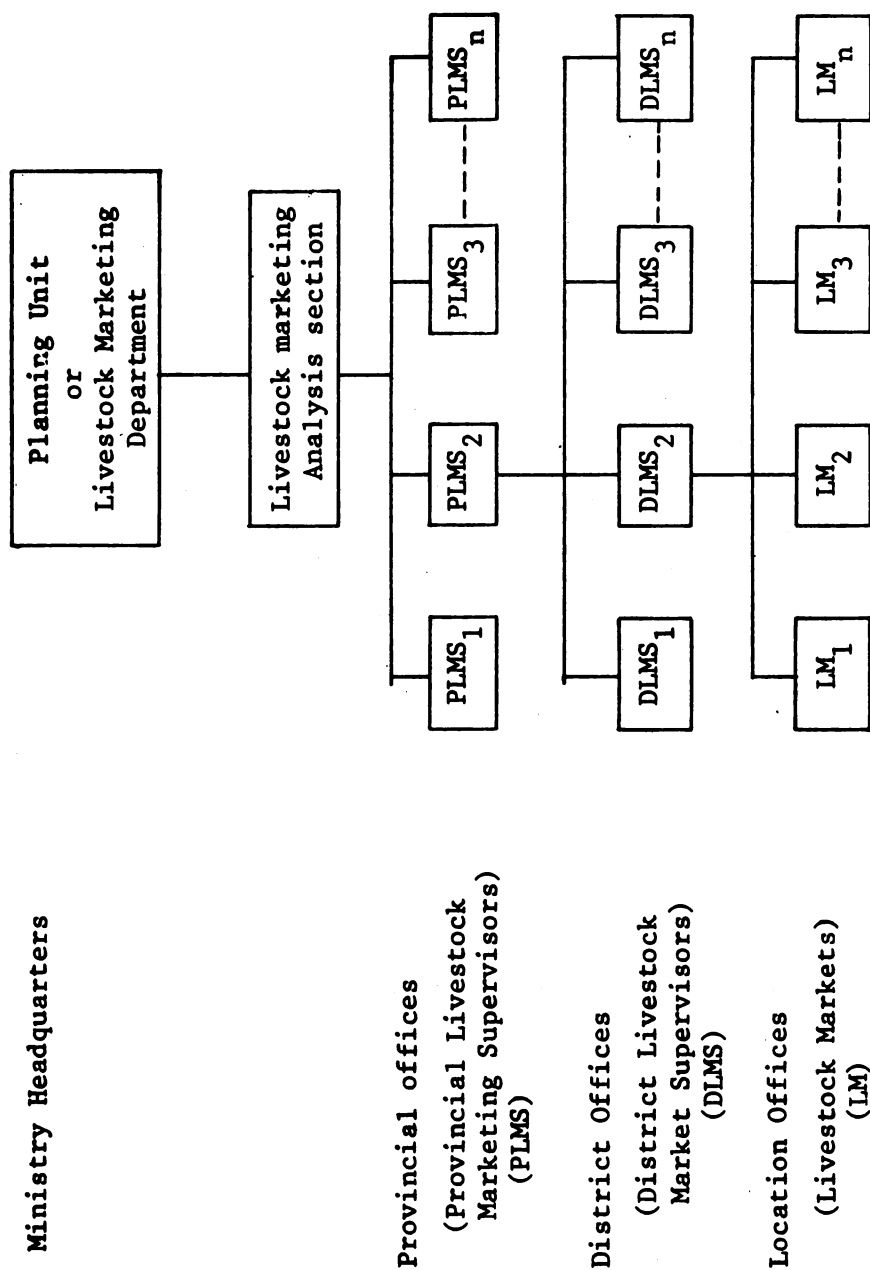 Ministry Headquarters
Planning Unit
or
Livestock Marketing
Department
Livestock marketing
Analysis section
Provincial offices
(Provincial Livestock
Marketing Supervisors)
(PLMS)
PLMS1
PLMS2
PLMS3
PLMSn
District Offices
(District Livestock
Market Supervisors)
(DLMS)
DLMS1
DLMS2
DLMS3
DLMSn
Location Offices
(Livestock Markets)
(LM)
LM1
LM2
LM3
LMn